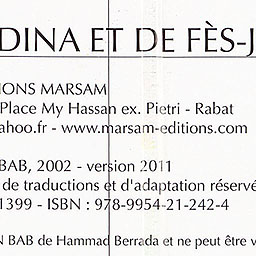 DINA ET DE FÈS-J
IONS MARSAM
Place My Hassan ex. Pietri - Rabat
ahoo.fr - www.marsam-editions.com
BAB, 2002 - version 2011
de traductions et d'adaptation réservé
1399 - ISBN : 978-9954-21-242-4
N BAB de Hammad Berrada et ne peut être v